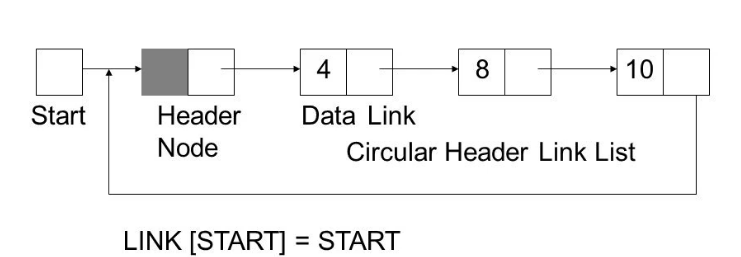 4 8 10
Start Header Data Link
Node Circular Header Link List
LINK [START] = START